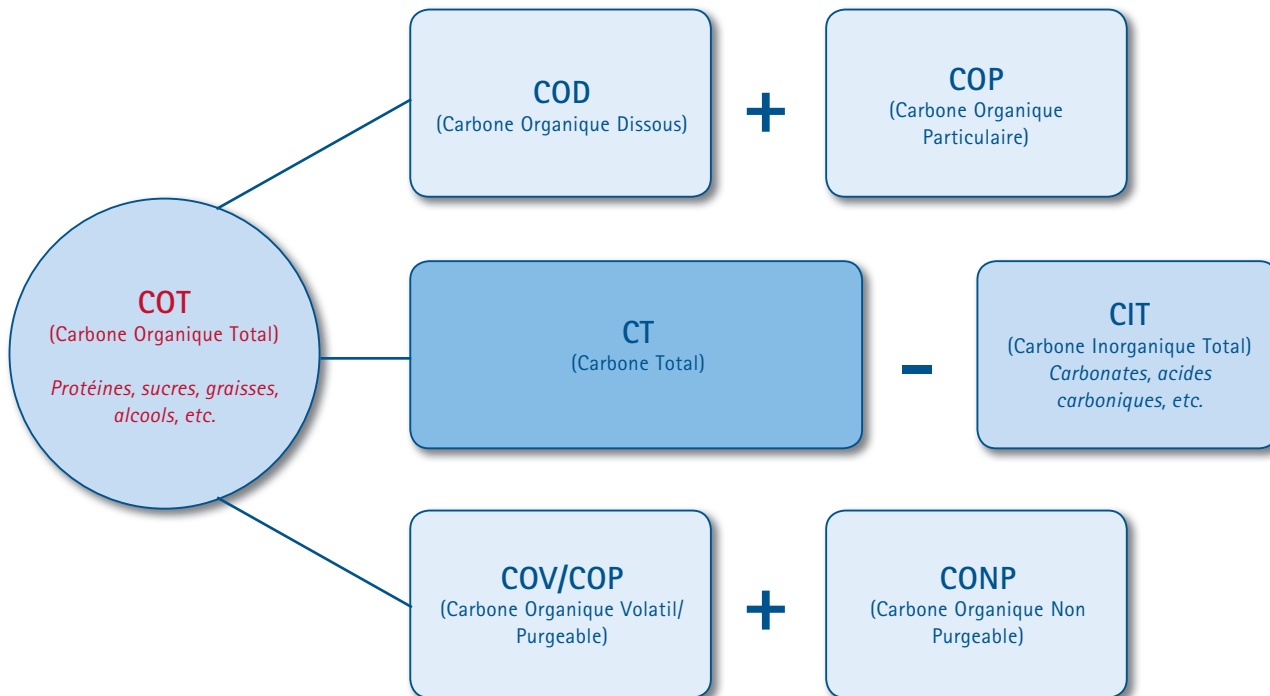 COD
(Carbone Organique Dissous)
+
COP
(Carbone Organique
Particulaire)
COT
(Carbone Organique Total)
Protéines, sucres, graisses,
alcools, etc.
CT
(Carbone Total)
–
CIT
(Carbone Inorganique Total)
Carbonates, acides
carboniques, etc.
COV/COP
(Carbone Organique Volatil/
Purgeable)
+
CONP
(Carbone Organique Non
Purgeable)